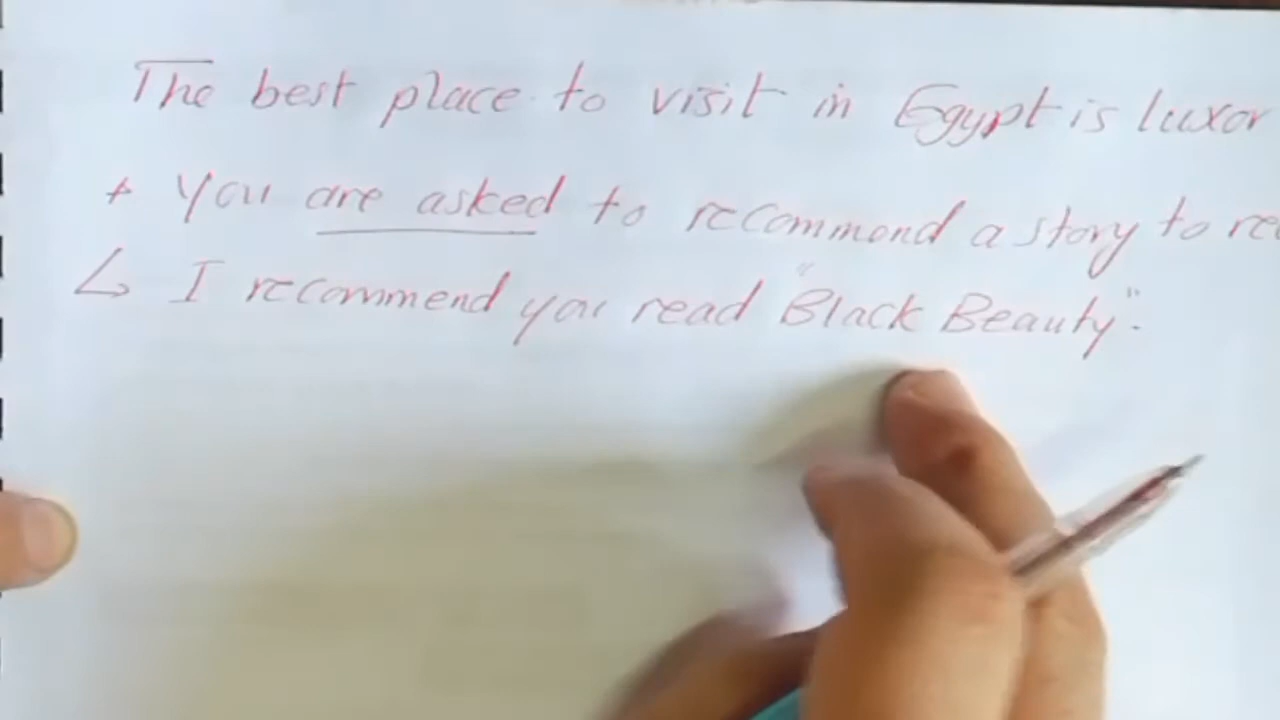 The best place to visit in Egypt is luxor
+ You are asked to recommend a story to
↳ I recommend you read "Black Beauty".